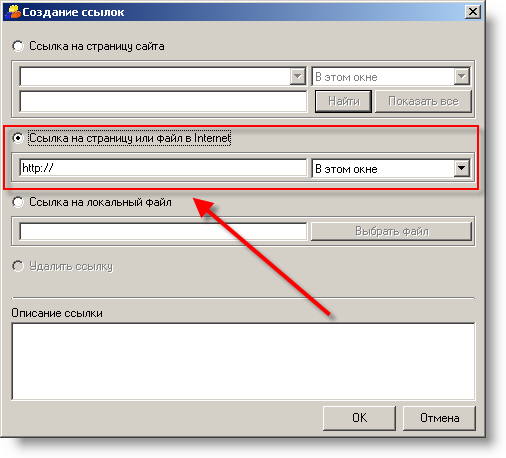 Создание ссылок
Ссылка на страницу сайта
В этом окне
Найти Показать все
Ссылка на страницу или файл в Internet
http:// В этом окне
Ссылка на локальный файл
Выбрать файл
Удалить ссылку
Описание ссылки
OK Отмена